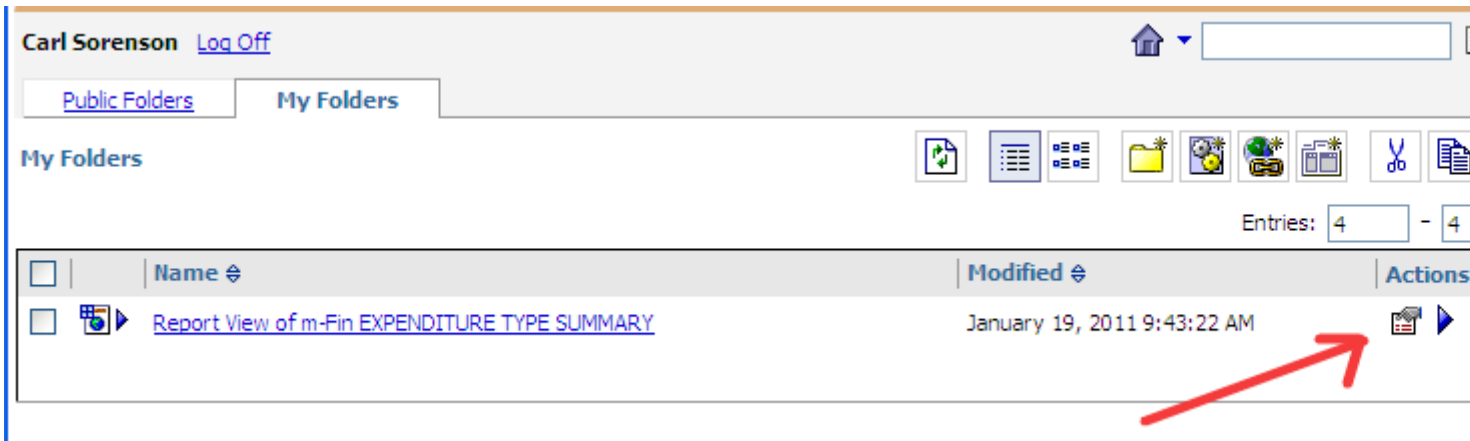 Carl Sorenson Log Off
Public Folders My Folders
My Folders
Entries: 4 - 4
Name Modified Actions
Report View of m-Fin EXPENDITURE TYPE SUMMARY January 19, 2011 9:43:22 AM